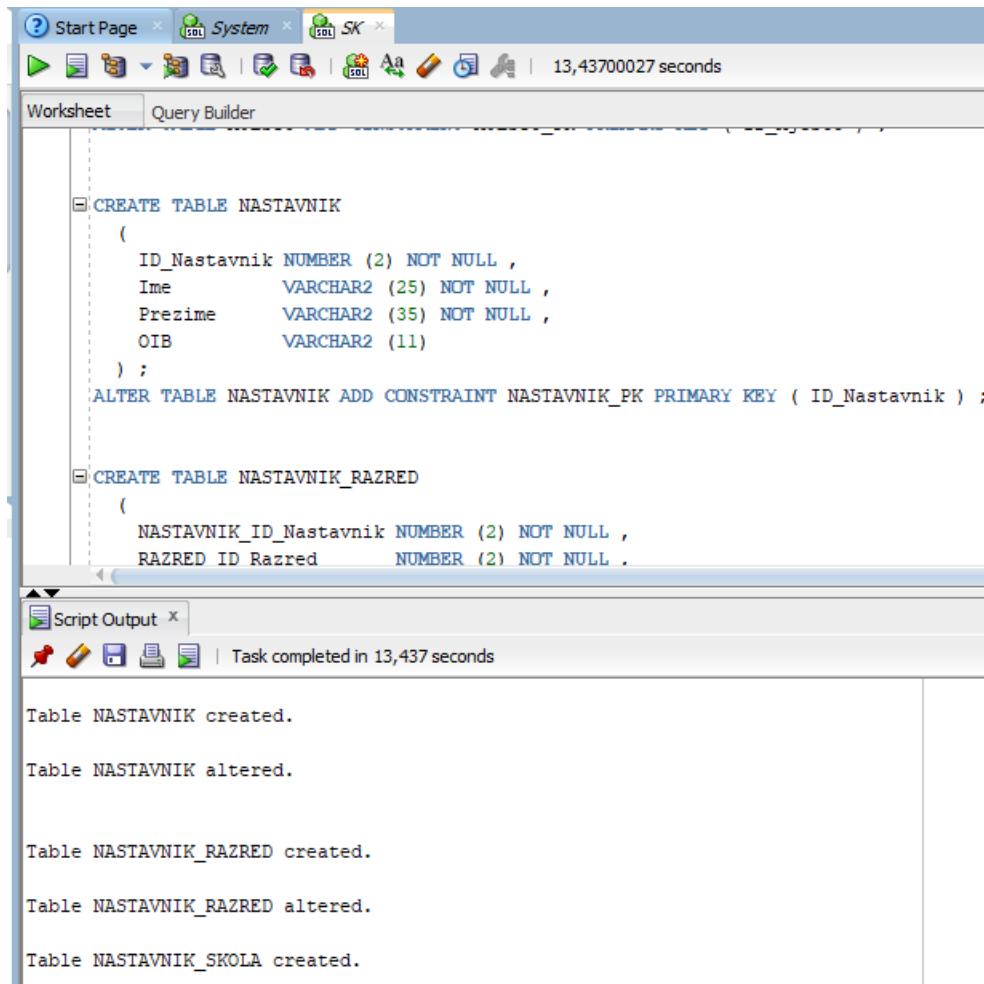 Start Page × System × SK ×
13,43700027 seconds
Worksheet Query Builder
CREATE TABLE NASTAVNIK
(
ID_Nastavnik NUMBER (2) NOT NULL ,
Ime VARCHAR2 (25) NOT NULL ,
Prezime VARCHAR2 (35) NOT NULL ,
OIB VARCHAR2 (11)
) ;
ALTER TABLE NASTAVNIK ADD CONSTRAINT NASTAVNIK_PK PRIMARY KEY ( ID_Nastavnik ) ;
CREATE TABLE NASTAVNIK_RAZRED
(
NASTAVNIK_ID_Nastavnik NUMBER (2) NOT NULL ,
RAZRED_ID_Razred NUMBER (2) NOT NULL ,
Script Output ×
Task completed in 13,437 seconds
Table NASTAVNIK created.
Table NASTAVNIK altered.
Table NASTAVNIK_RAZRED created.
Table NASTAVNIK_RAZRED altered.
Table NASTAVNIK_SKOLA created.